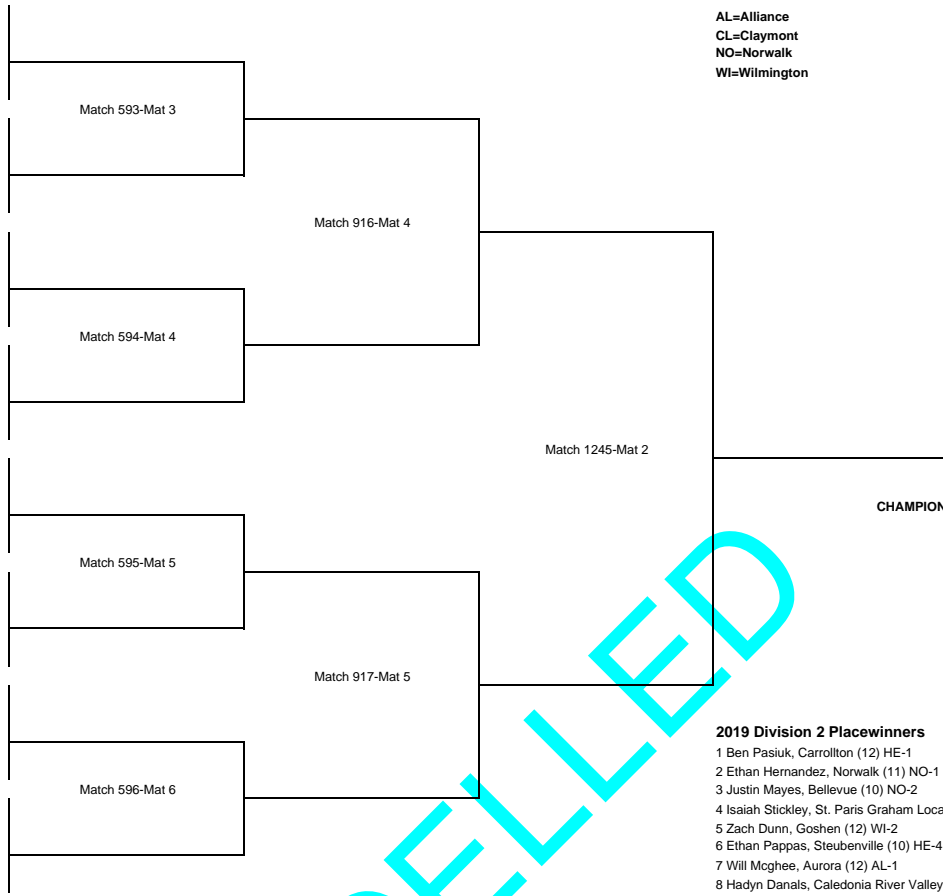 AL=Alliance
CL=Claymont
NO=Norwalk
WI=Wilmington
Match 593-Mat 3
Match 916-Mat 4
Match 594-Mat 4
Match 1245-Mat 2
CHAMPION
Match 595-Mat 5
Match 917-Mat 5
Match 596-Mat 6
ELLED
2019 Division 2 Placewinners
1 Ben Pasiuk, Carrollton (12) HE-1
2 Ethan Hernandez, Norwalk (11) NO-1
3 Justin Mayes, Bellevue (10) NO-2
4 Isaiah Stickley, St. Paris Graham Loca
5 Zach Dunn, Goshen (12) WI-2
6 Ethan Pappas, Steubenville (10) HE-4
7 Will Mcghee, Aurora (12) AL-1
8 Hadyn Danals, Caledonia River Valley